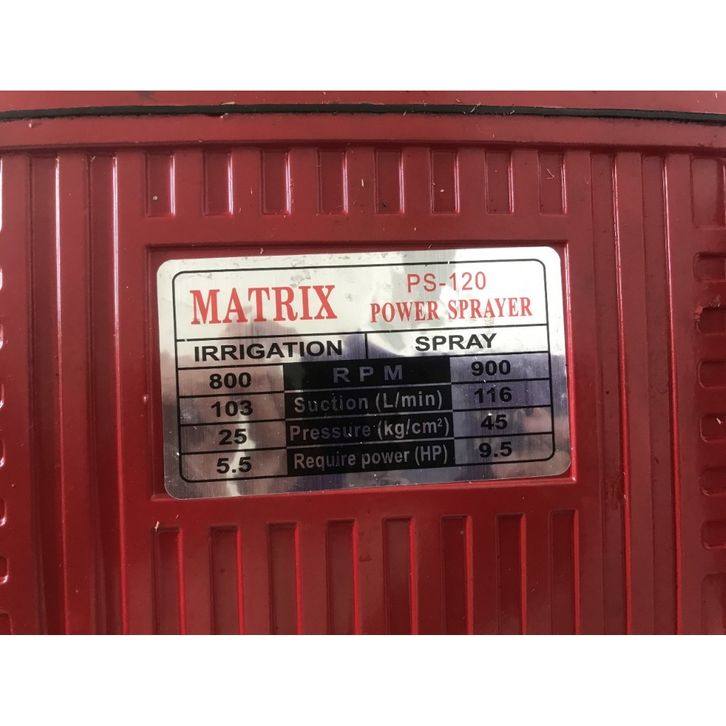 MATRIX PS-120
POWER SPRAYER
IRRIGATION SPRAY
800 RPM 900
103 Suction (L/min) 116
25 Pressure (kg/cm²) 45
5.5 Require power (HP) 9.5